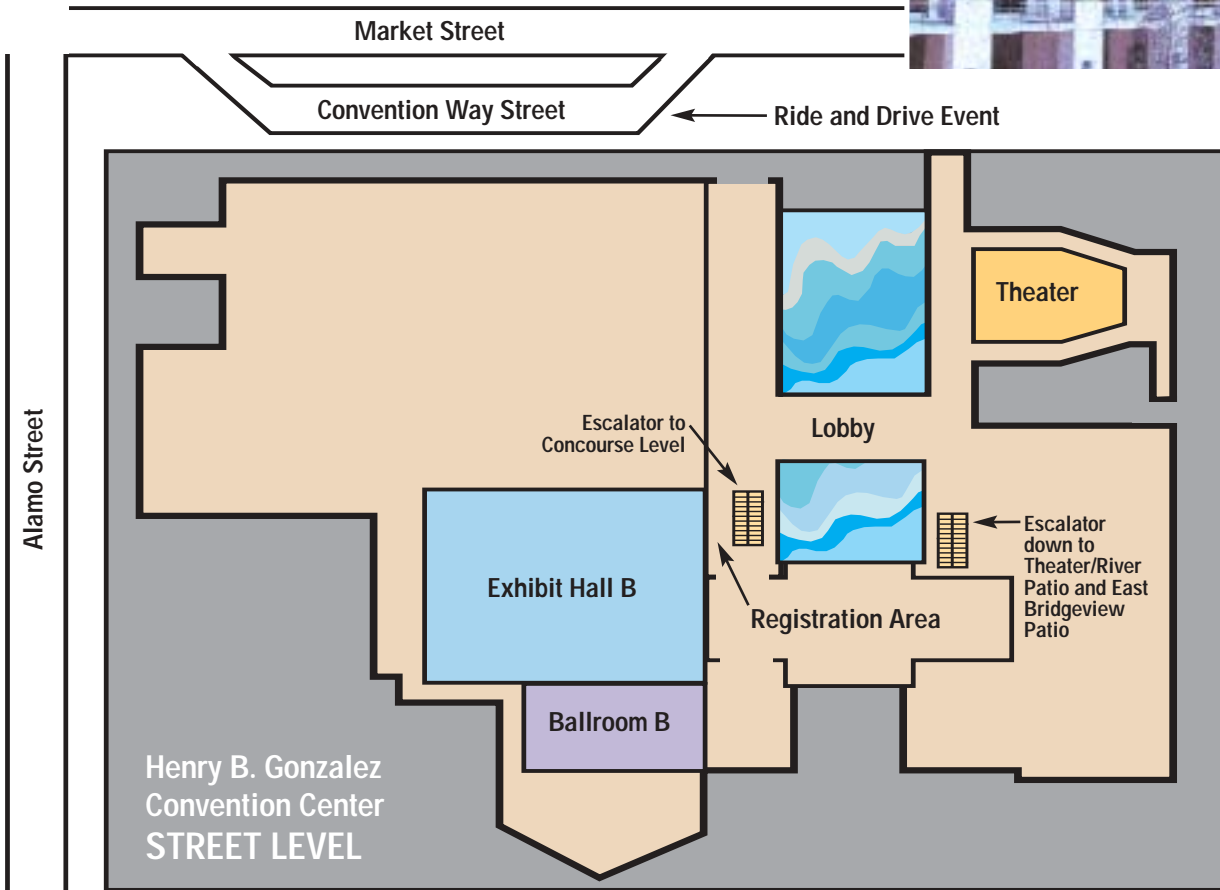 Market Street
Convention Way Street
Ride and Drive Event
Theater
Alamo Street
Escalator to
Concourse Level
Lobby
Escalator
down to
Theater/River
Patio and East
Bridgeview
Patio
Exhibit Hall B
Registration Area
Ballroom B
Henry B. Gonzalez
Convention Center
STREET LEVEL